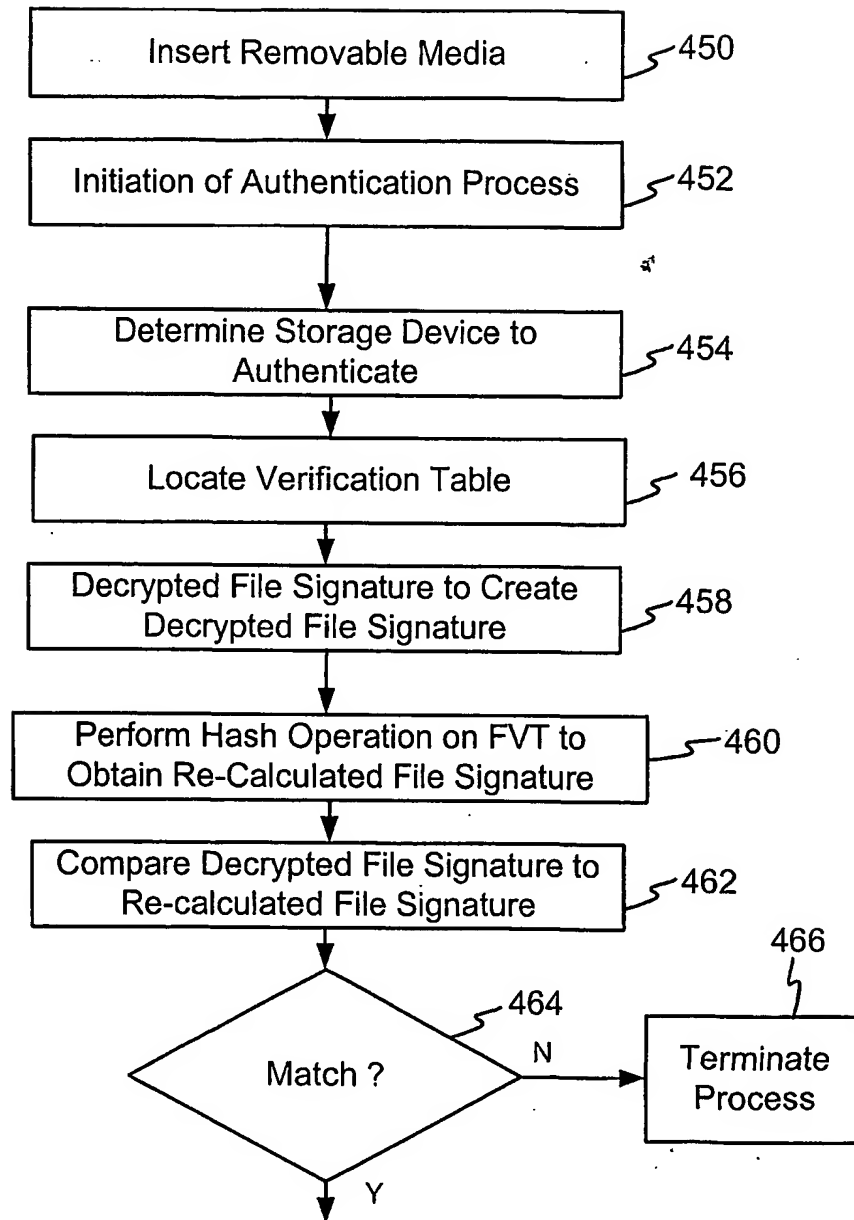 Insert Removable Media
450
Initiation of Authentication Process
452
Determine Storage Device to
Authenticate
454
Locate Verification Table
456
Decrypted File Signature to Create
Decrypted File Signature
458
Perform Hash Operation on FVT to
Obtain Re-Calculated File Signature
460
Compare Decrypted File Signature to
Re-calculated File Signature
462
464
Match ?
N
466
Terminate
Process
Y